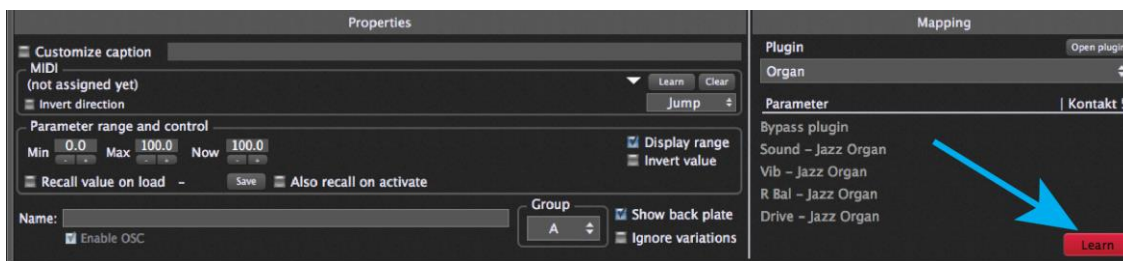 Properties
Customize caption
MIDI
(not assigned yet)
Learn Clear
Invert direction
Jump
Parameter range and control
Min 0.0 Max 100.0 Now 100.0
- + - + - +
Display range
Invert value
Recall value on load – Save Also recall on activate
Name:
Enable OSC
Group
A
Show back plate
Ignore variations
Mapping
Plugin Open plugin
Organ
Parameter | Kontakt
Bypass plugin
Sound – Jazz Organ
Vib – Jazz Organ
R Bal – Jazz Organ
Drive – Jazz Organ
Learn